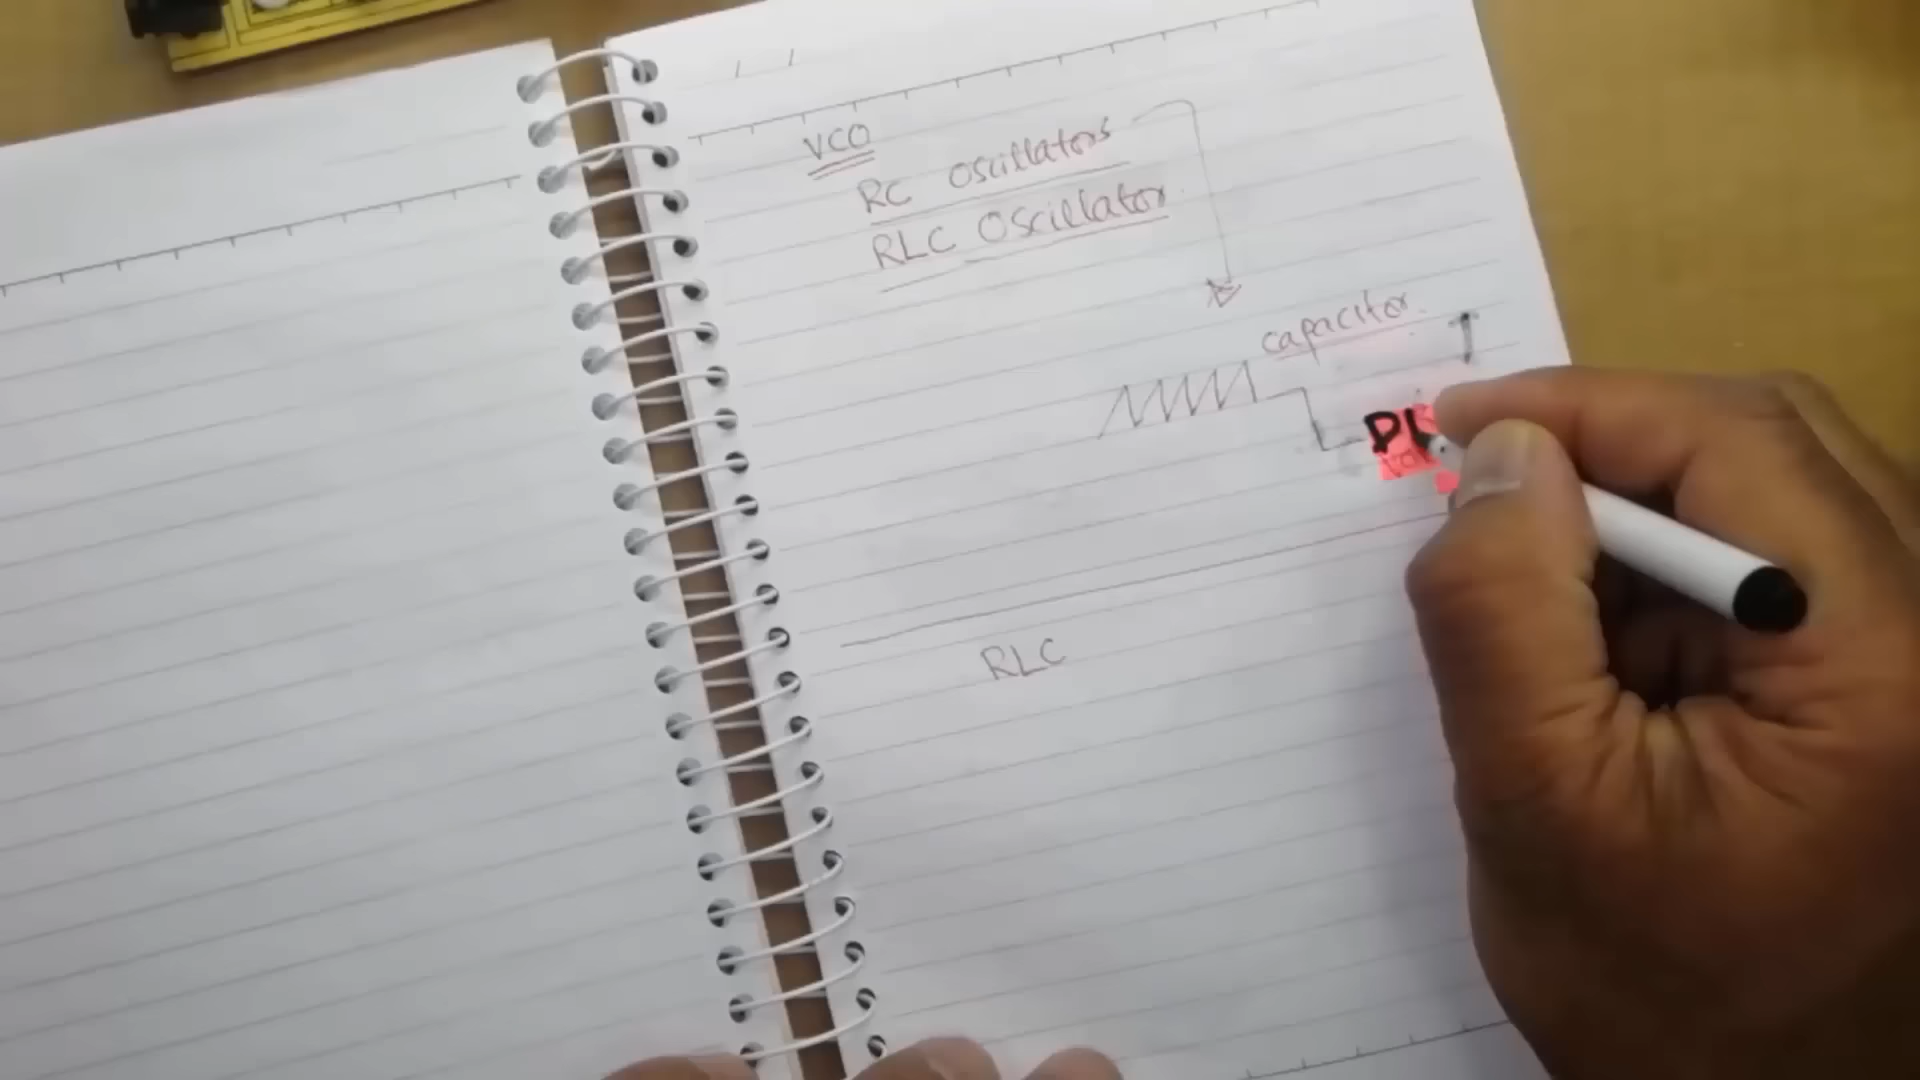 VCO
RC Oscillators
RLC Oscillator
capacitor
RLC